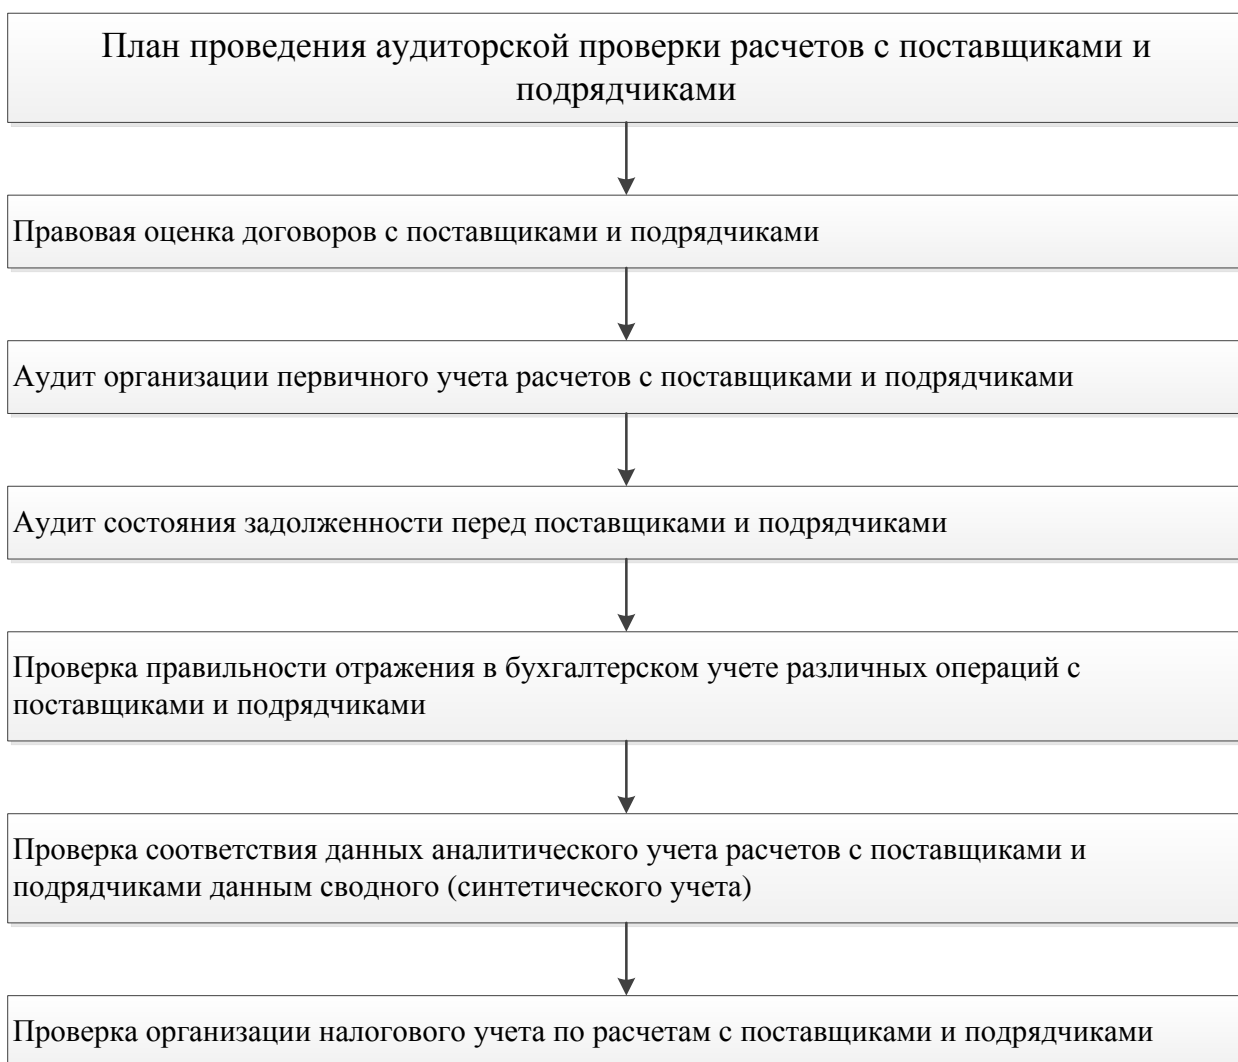 План проведения аудиторской проверки расчетов с поставщиками и
подрядчиками
Правовая оценка договоров с поставщиками и подрядчиками
Аудит организации первичного учета расчетов с поставщиками и подрядчиками
Аудит состояния задолженности перед поставщиками и подрядчиками
Проверка правильности отражения в бухгалтерском учете различных операций с
поставщиками и подрядчиками
Проверка соответствия данных аналитического учета расчетов с поставщиками и
подрядчиками данным сводного (синтетического учета)
Проверка организации налогового учета по расчетам с поставщиками и подрядчиками